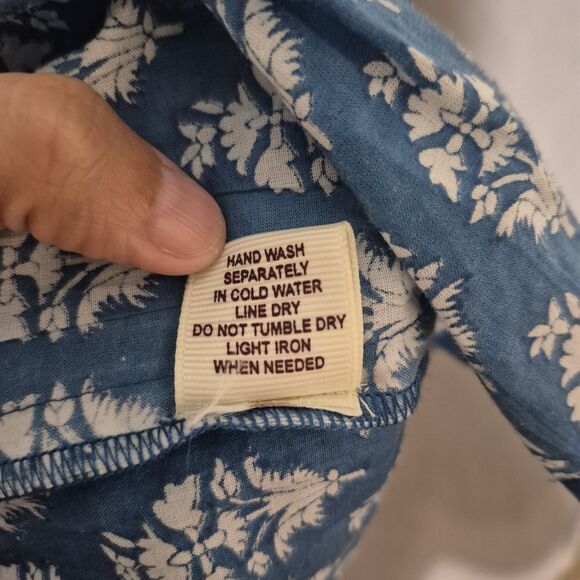 HAND WASH
SEPARATELY
IN COLD WATER
LINE DRY
DO NOT TUMBLE DRY
LIGHT IRON
WHEN NEEDED